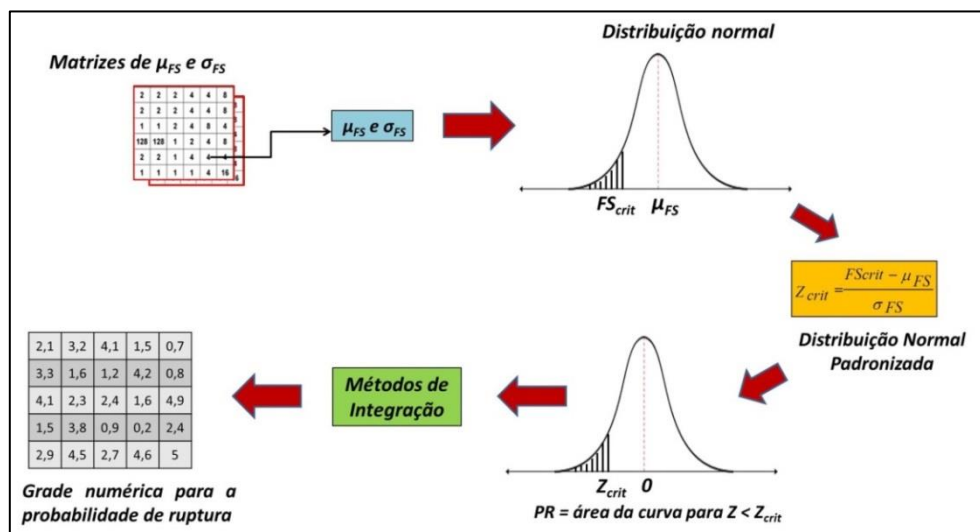 Distribuição normal
Matrizes de μFS e σFS
2 2 2 4 4 8
2 2 2 4 4 8
1 1 2 4 8 4
128 128 1 2 4 8
2 2 1 4 4 4
1 1 1 1 4 16
μFS e σFS
FScrit μFS
Zcrit = FScrit − μFS
σFS
Distribuição Normal
Padronizada
2,1 3,2 4,1 1,5 0,7
3,3 1,6 1,2 4,2 0,8
4,1 2,3 2,4 1,6 4,9
1,5 3,8 0,9 0,2 2,4
2,9 4,5 2,7 4,6 5
Métodos de
Integração
Zcrit 0
Grade numérica para a
probabilidade de ruptura
PR = área da curva para Z < Zcrit